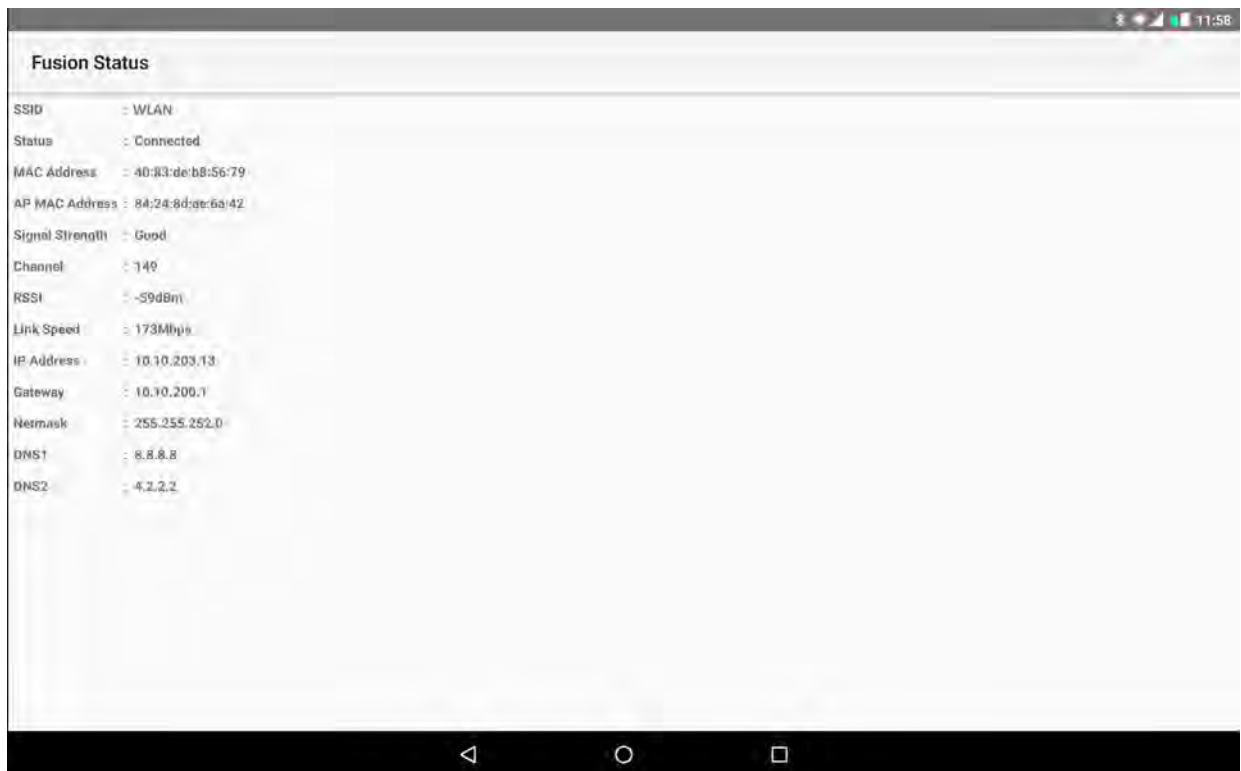 11:58
Fusion Status
SSID : WLAN
Status : Connected
MAC Address : 40:83:de:b8:56:79
AP MAC Address : 84:24:8d:ae:6a:42
Signal Strength : Good
Channel : 149
RSSI : -59dBm
Link Speed : 173Mbps
IP Address : 10.10.203.13
Gateway : 10.10.200.1
Netmask : 255.255.252.0
DNS1 : 8.8.8.8
DNS2 : 4.2.2.2